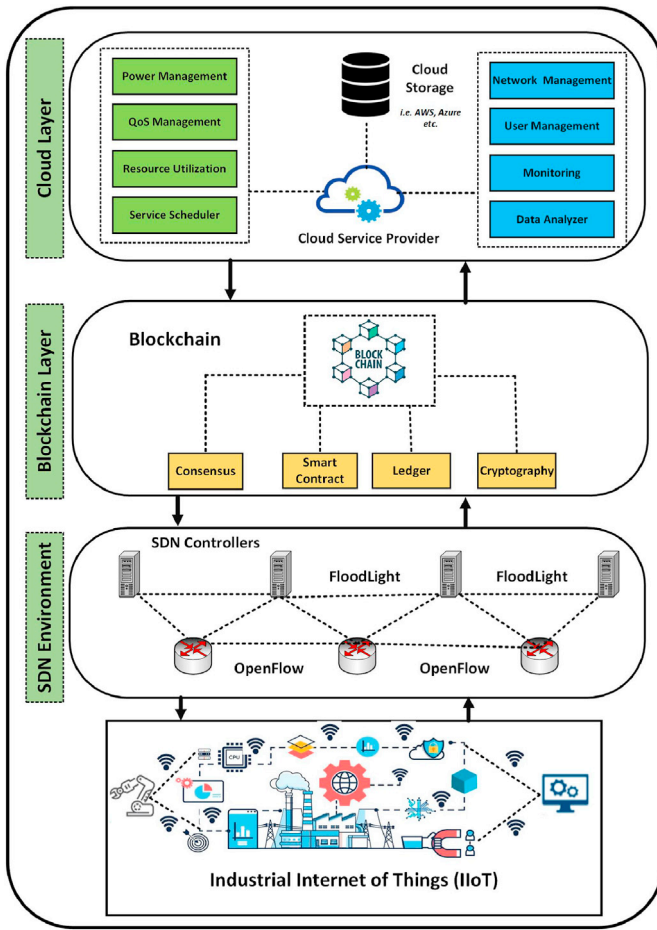 Cloud Layer
Power Management
QoS Management
Resource Utilization
Service Scheduler
Cloud
Storage
i.e. AWS, Azure
etc.
Cloud Service Provider
Network Management
User Management
Monitoring
Data Analyzer
Blockchain Layer
Blockchain
BLOCK
CHAIN
Consensus
Smart
Contract
Ledger
Cryptography
SDN Environment
SDN Controllers
FloodLight
FloodLight
OpenFlow
OpenFlow
CPU
Industrial Internet of Things (IIoT)